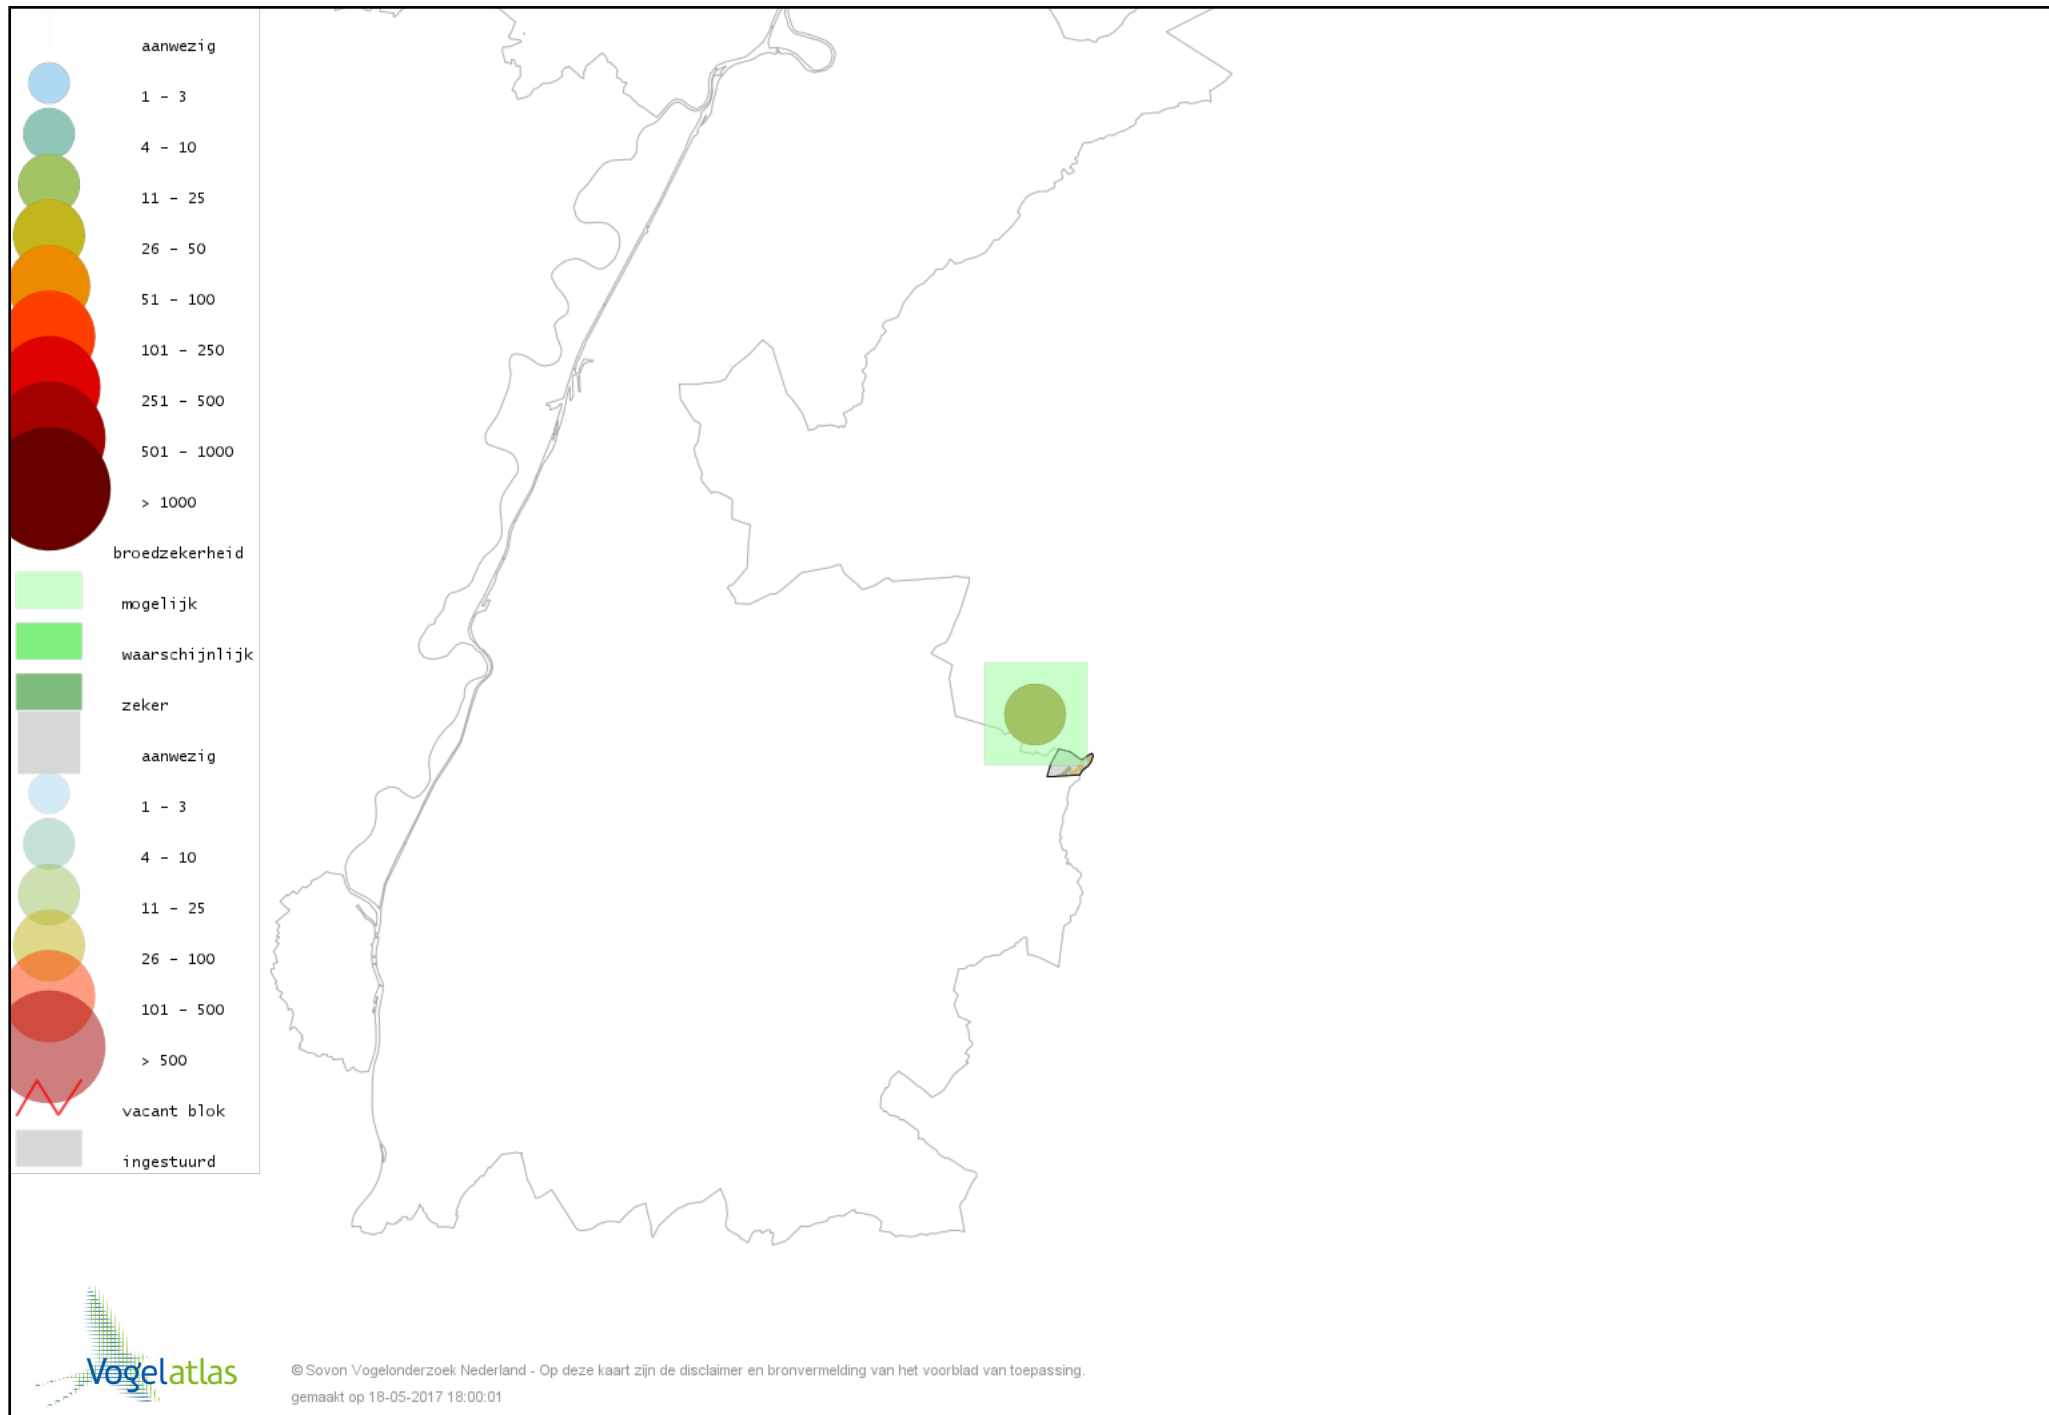 aanwezig
1 - 3
4 - 10
11 - 25
26 - 50
51 - 100
101 - 250
251 - 500
501 - 1000
> 1000
broedzekerheid
mogelijk
waarschijnlijk
zeker
aanwezig
1 - 3
4 - 10
11 - 25
26 - 100
101 - 500
> 500
vacant blok
ingestuurd
Vogelatlas
© Sovon Vogelonderzoek Nederland - Op deze kaart zijn de disclaimer en bronvermelding van het voorblad van toepassing.
gemaakt op 18-05-2017 18:00:01